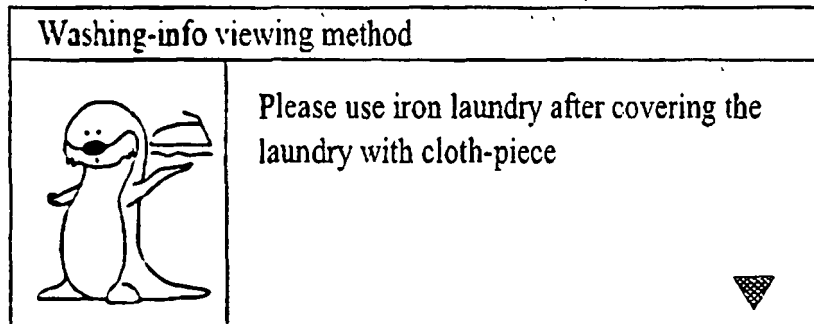 Washing-info viewing method
Please use iron laundry after covering the
laundry with cloth-piece